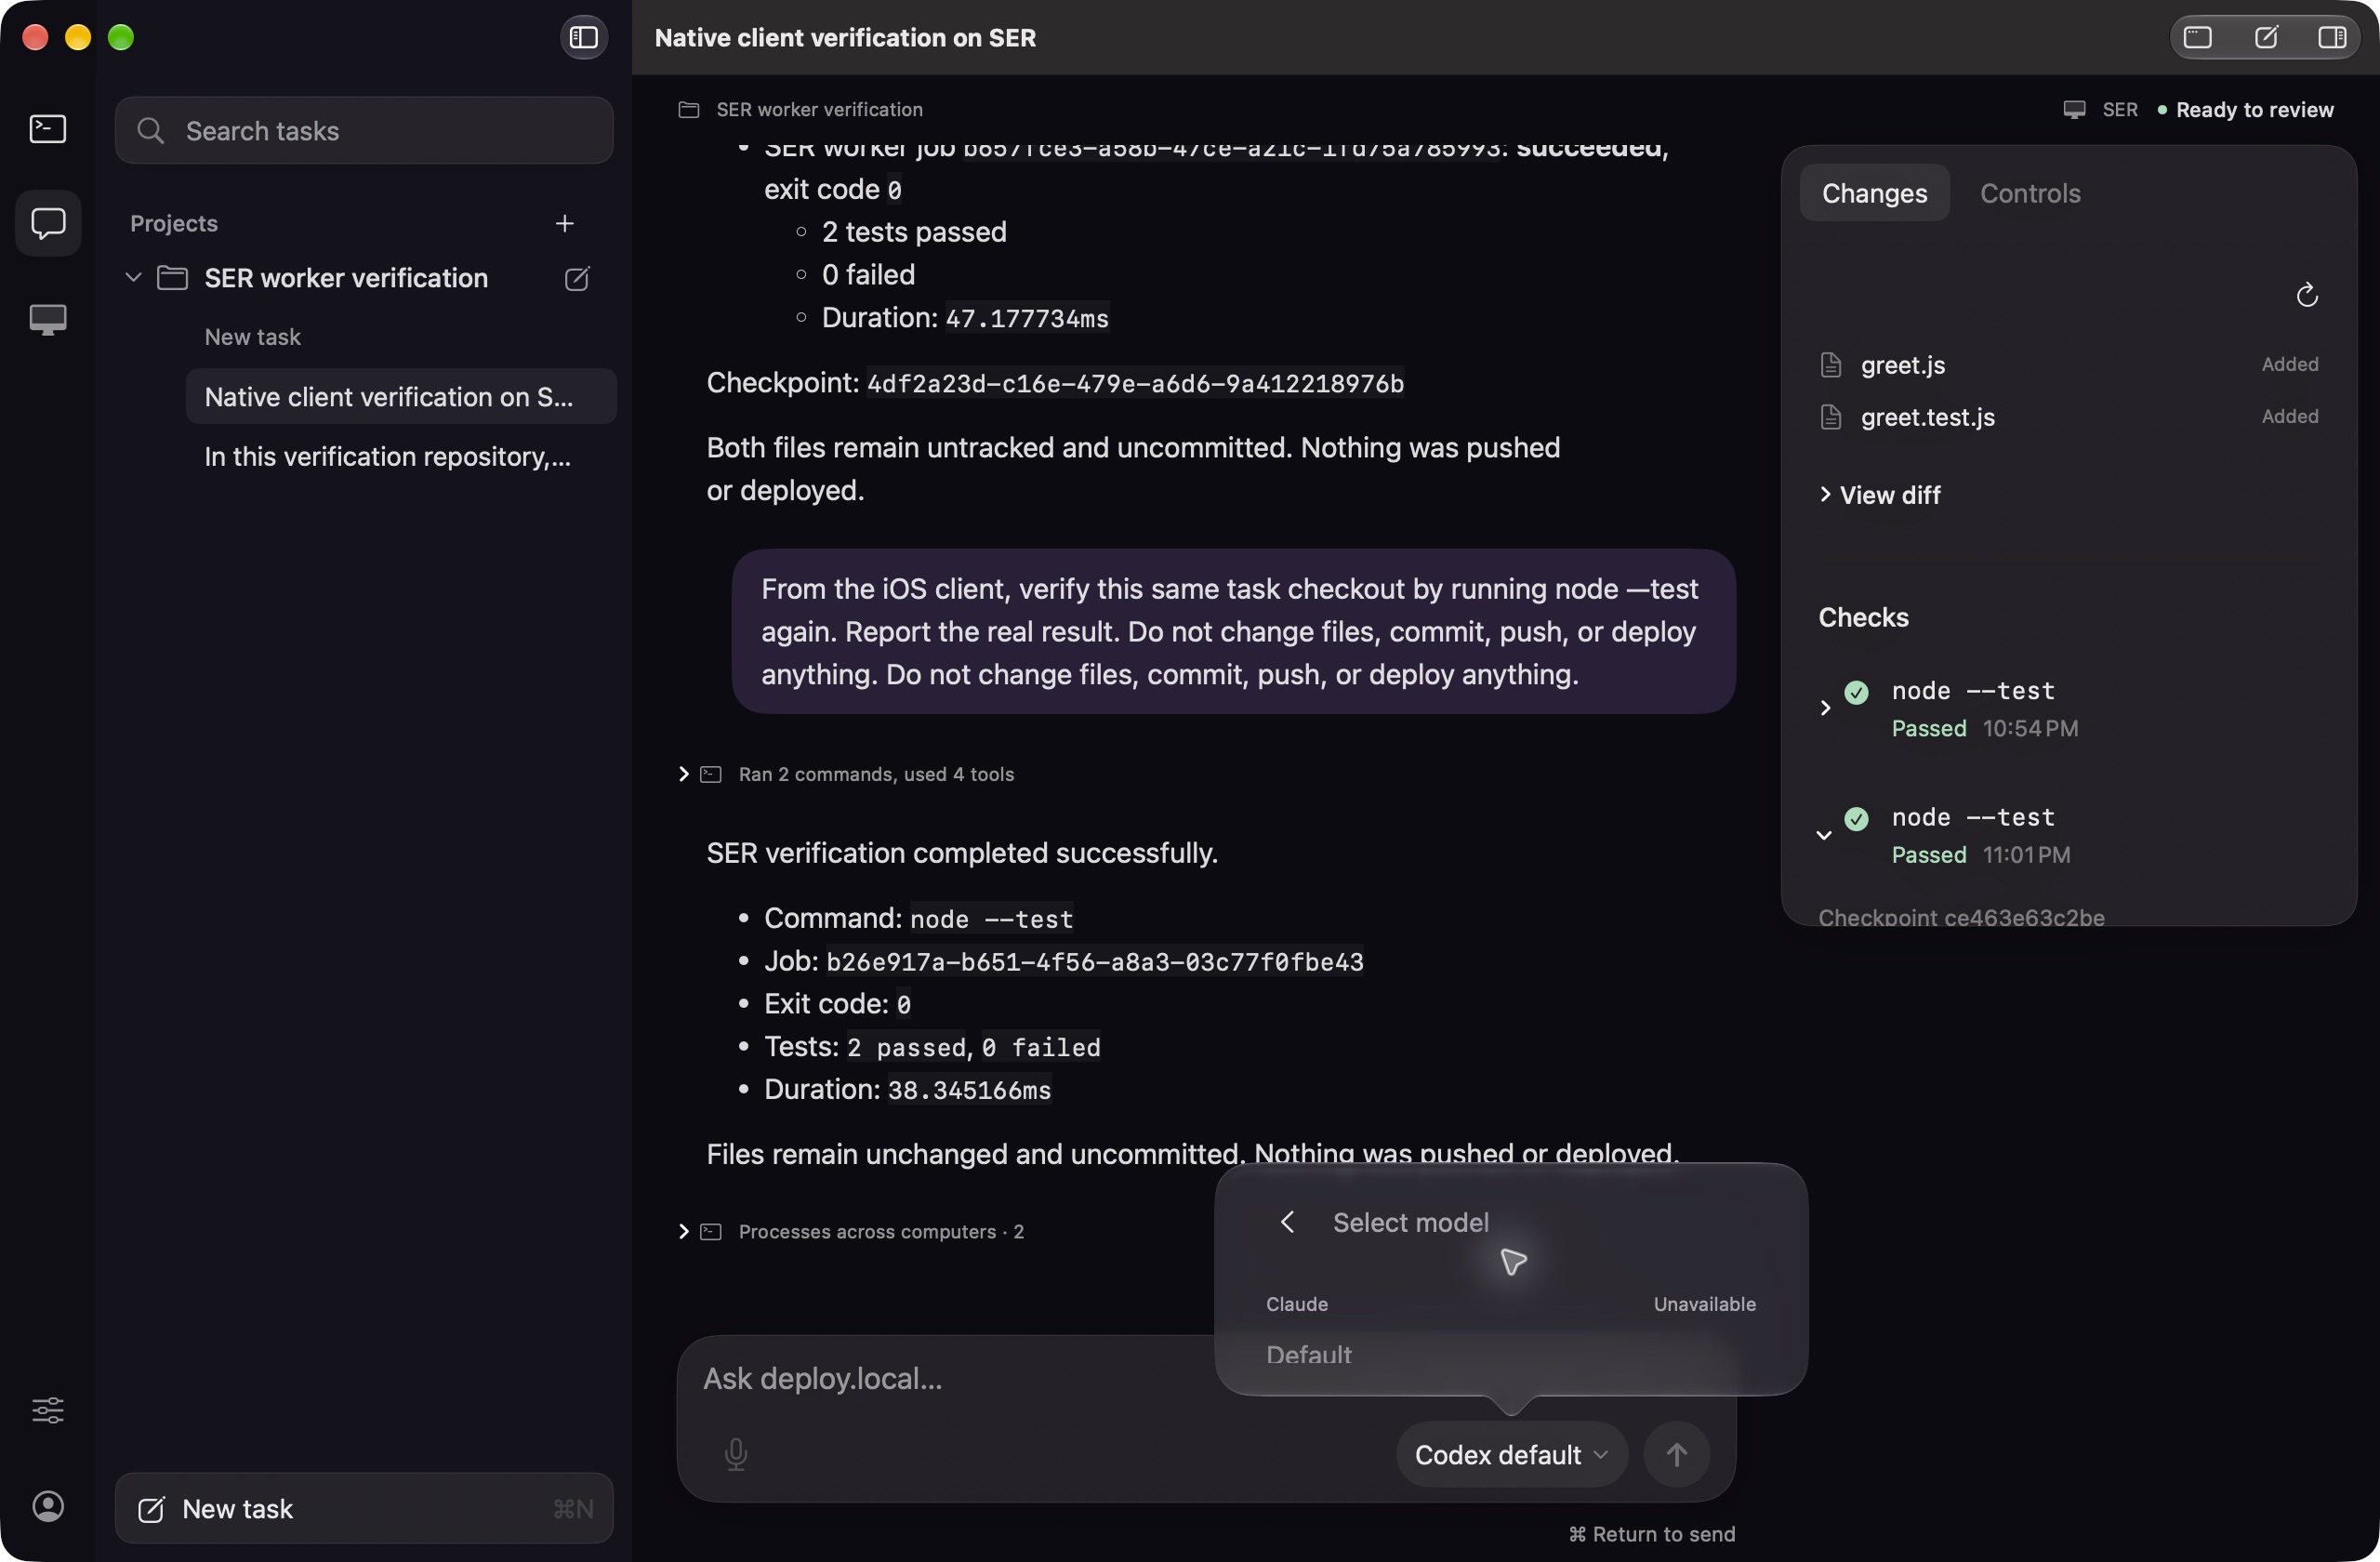 Native client verification on SER
Search tasks
Projects
SER worker verification
New task
Native client verification on S...
In this verification repository,...
New task ⌘N
SER worker verification
SER Ready to review
SER worker job b657fce3-a58b-47ce-a21c-1fd75a785993: succeeded,
exit code 0
2 tests passed
0 failed
Duration: 47.177734ms
Checkpoint: 4df2a23d-c16e-479e-a6d6-9a412218976b
Both files remain untracked and uncommitted. Nothing was pushed
or deployed.
From the iOS client, verify this same task checkout by running node —test
again. Report the real result. Do not change files, commit, push, or deploy
anything. Do not change files, commit, push, or deploy anything.
Ran 2 commands, used 4 tools
SER verification completed successfully.
Command: node --test
Job: b26e917a-b651-4f56-a8a3-03c77f0fbe43
Exit code: 0
Tests: 2 passed, 0 failed
Duration: 38.345166ms
Files remain unchanged and uncommitted. Nothing was pushed or deployed.
Processes across computers · 2
Select model
Claude Unavailable
Default
Ask deploy.local...
Codex default
⌘ Return to send
Changes Controls
greet.js Added
greet.test.js Added
View diff
Checks
node --test
Passed 10:54 PM
node --test
Passed 11:01 PM
Checkpoint ce463e63c2be